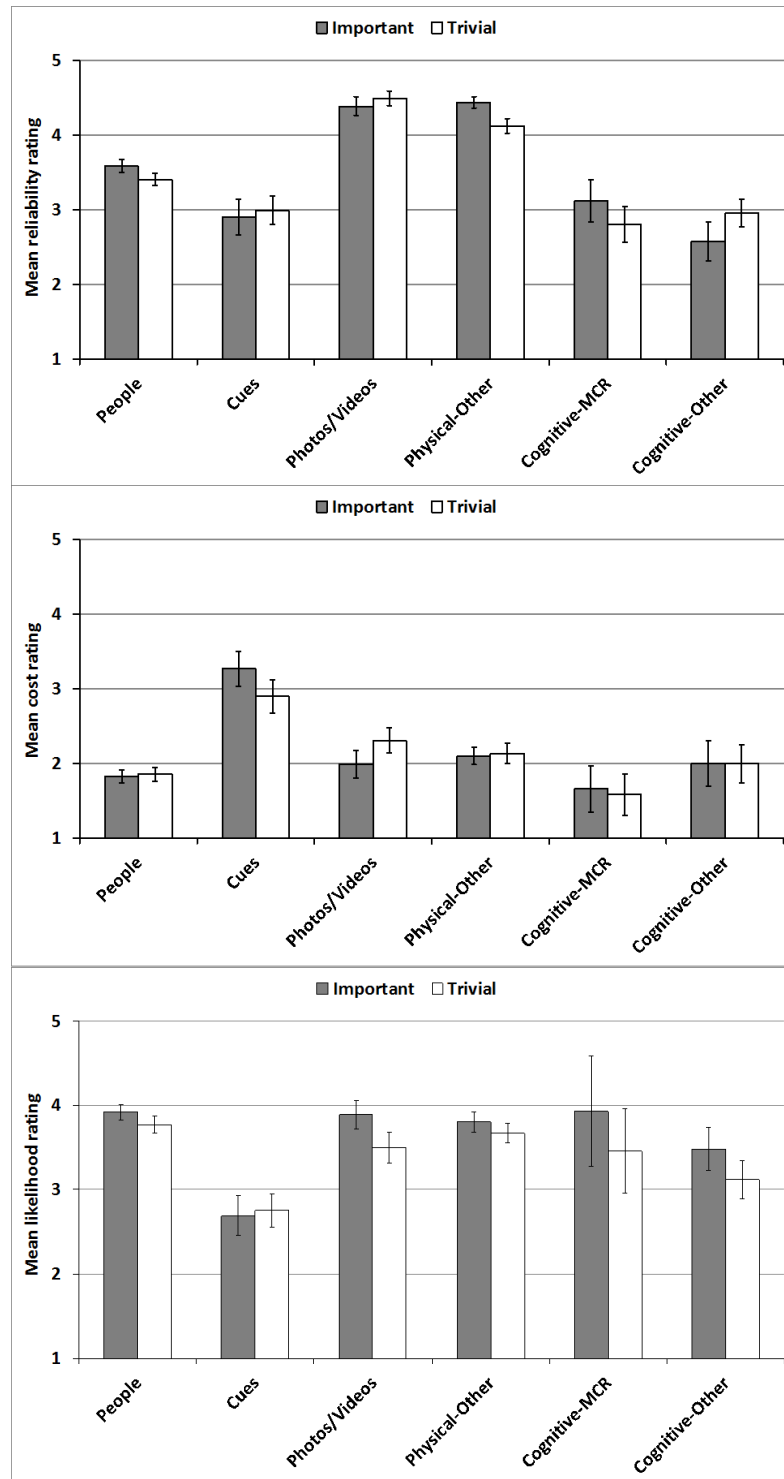 Important Trivial
5
4
3
2
1
Mean reliability rating
People Cues Photos/Videos Physical-Other Cognitive-MCR Cognitive-Other
Important Trivial
5
4
3
2
1
Mean cost rating
People Cues Photos/Videos Physical-Other Cognitive-MCR Cognitive-Other
Important Trivial
5
4
3
2
1
Mean likelihood rating
People Cues Photos/Videos Physical-Other Cognitive-MCR Cognitive-Other